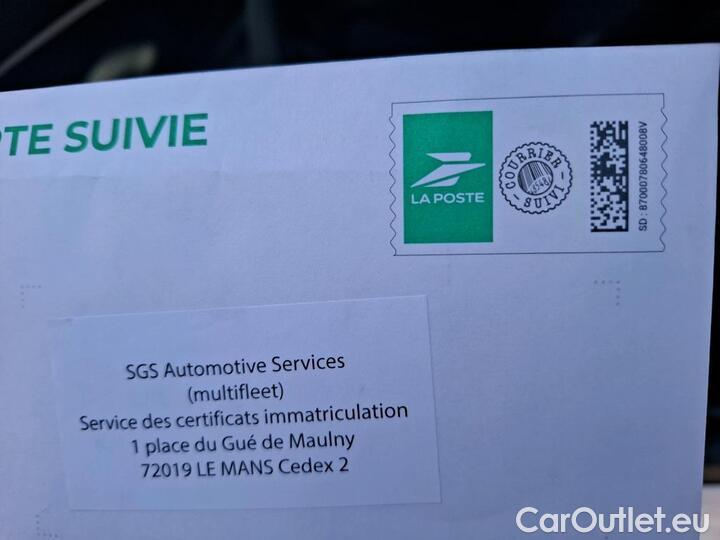 TE SUIVIE
LA POSTE
COURRIER
SUIVI
SD : 87000780648008V
SGS Automotive Services
(multifleet)
Service des certificats immatriculation
1 place du Gué de Maulny
72019 LE MANS Cedex 2
CarOutlet.eu